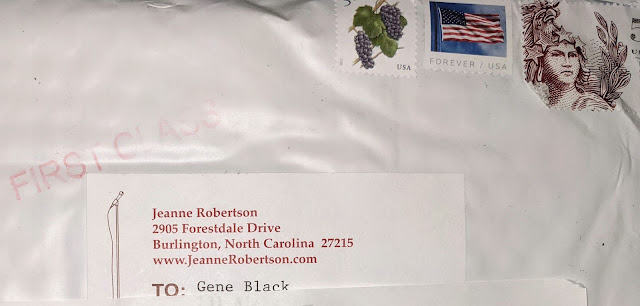 USA
FOREVER / USA
FIRST CLASS
Jeanne Robertson
2905 Forestdale Drive
Burlington, North Carolina 27215
www.JeanneRobertson.com
TO: Gene Black